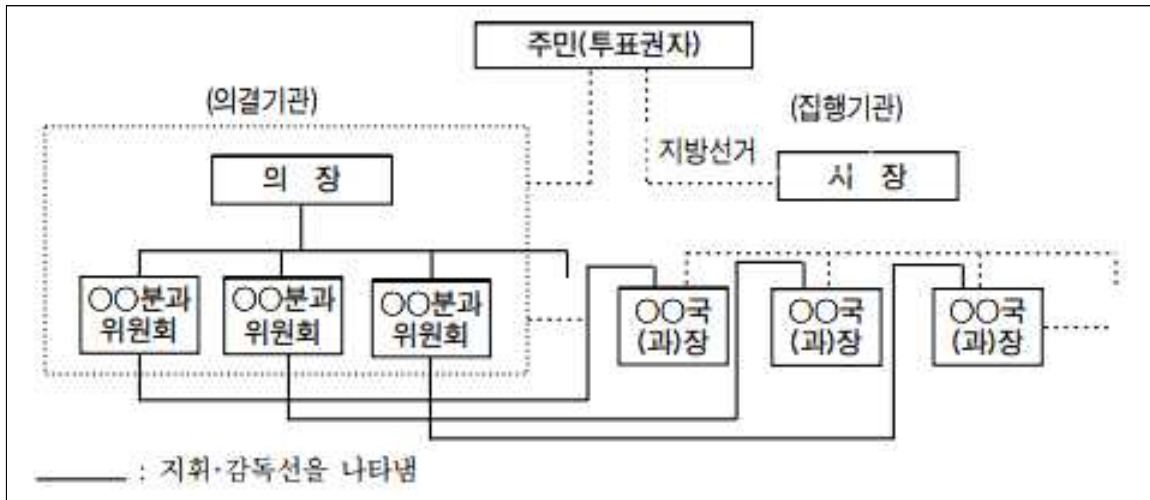 주민(투표권자)
(의결기관)
(집행기관)
지방선거
의 장
시 장
○○분과
위원회
○○분과
위원회
○○분과
위원회
○○국
(과)장
○○국
(과)장
○○국
(과)장
: 지휘·감독선을 나타냄